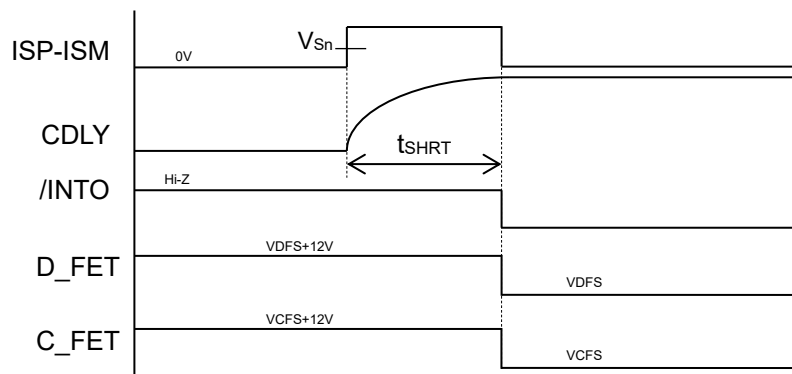 VSn
ISP-ISM
0V
CDLY
tSHRT
/INTO
Hi-Z
VDFS+12V
D_FET
VDFS
VCFS+12V
C_FET
VCFS